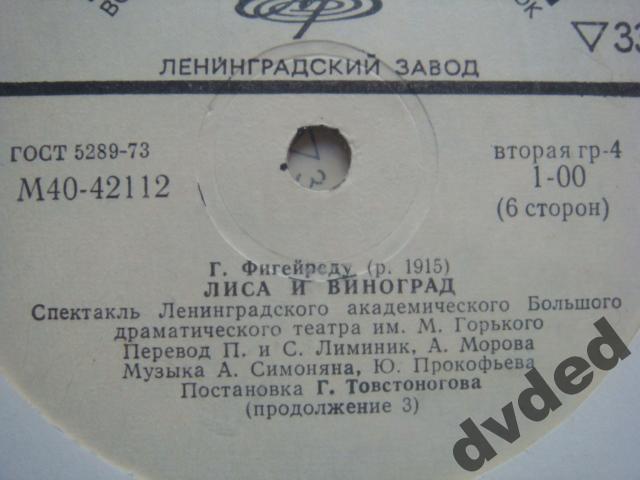 ▽33
ЛЕНИНГРАДСКИЙ ЗАВОД
ГОСТ 5289-73
М40-42112
вторая гр-4
1-00
(6 сторон)
Г. Фигейреду (р. 1915)
ЛИСА И ВИНОГРАД
Спектакль Ленинградского академического Большого
драматического театра им. М. Горького
Перевод П. и С. Лиминик, А. Морова
Музыка А. Симоняна, Ю. Прокофьева
Постановка Г. Товстоногова
(продолжение 3)
dvded